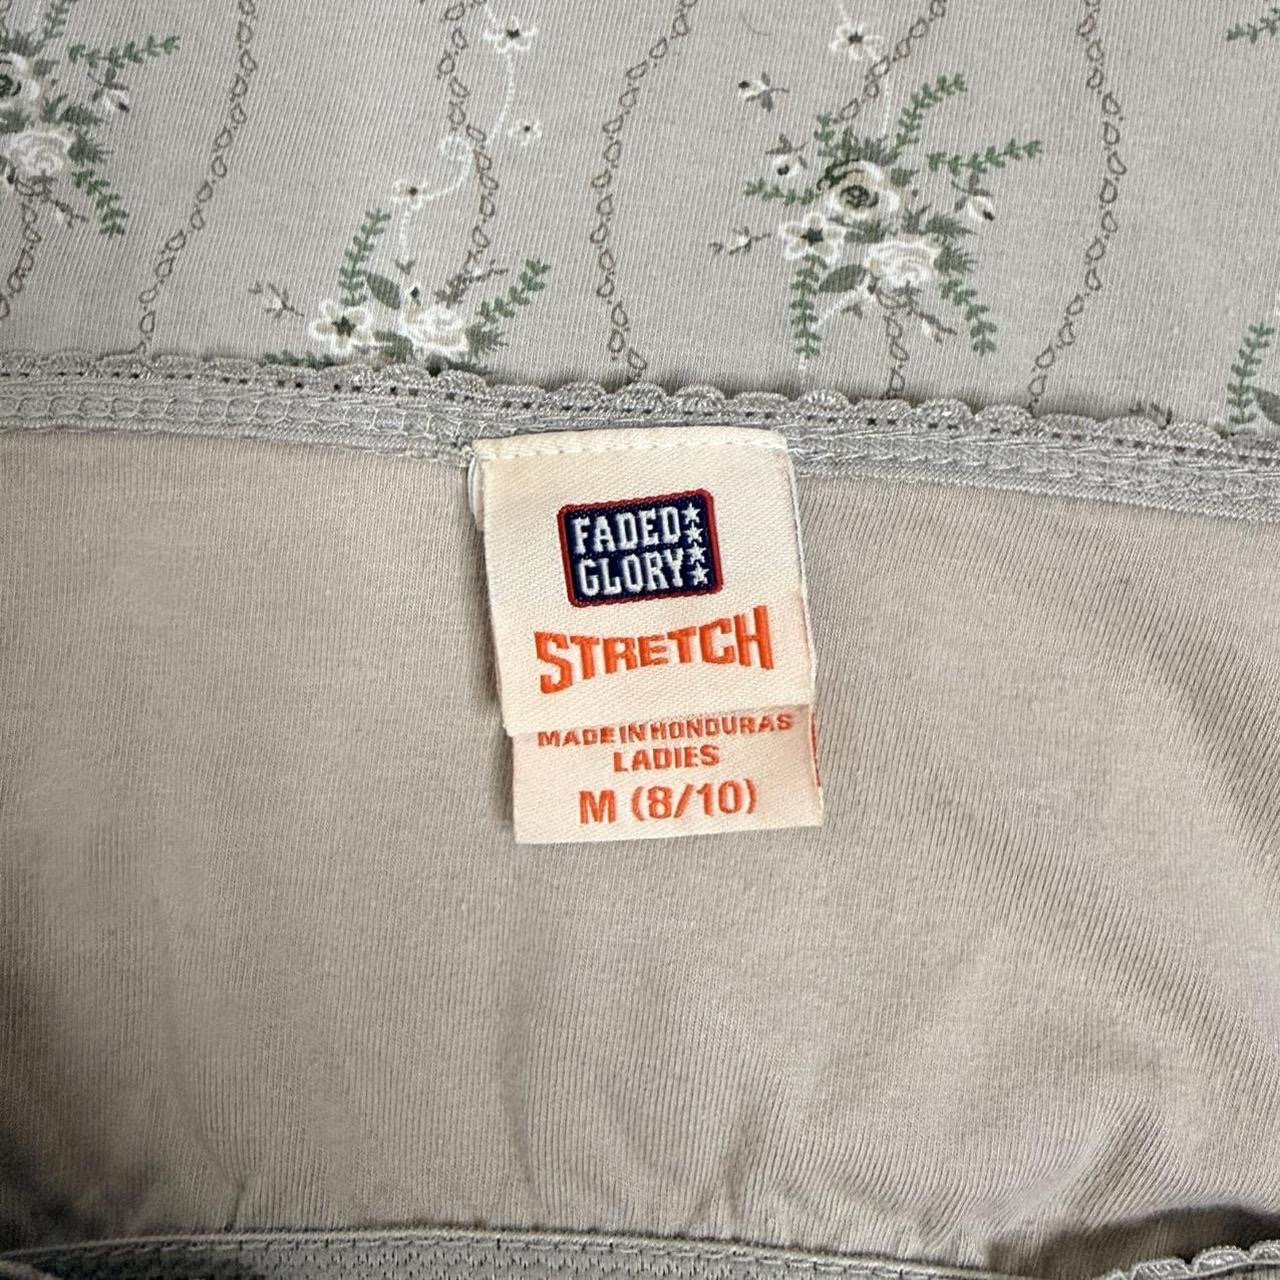 FADED
GLORY
STRETCH
MADE IN HONDURAS
LADIES
M (8/10)